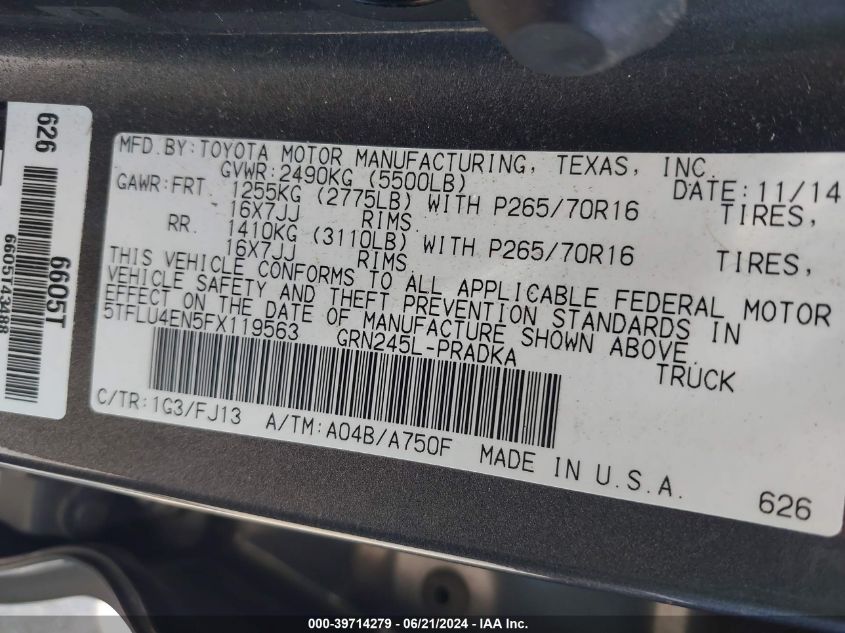 MFD.BY:TOYOTA MOTOR MANUFACTURING, TEXAS, INC.
GVWR:2490KG (5500LB) DATE:11/14
GAWR:FRT 1255KG (2775LB) WITH P265/70R16 TIRES,
16X7JJ RIMS.
RR. 1410KG (3110LB) WITH P265/70R16 TIRES,
16X7JJ RIMS.
THIS VEHICLE CONFORMS TO ALL APPLICABLE FEDERAL MOTOR
VEHICLE SAFETY AND THEFT PREVENTION STANDARDS IN
EFFECT ON THE DATE OF MANUFACTURE SHOWN ABOVE.
5TFLU4EN5FX119563 GRN245L-PRADKA TRUCK
C/TR:1G3/FJ13 A/TM:A04B/A750F MADE IN U.S.A.
626
626
6605T
6605143488
000-39714279 - 06/21/2024 - IAAI.com